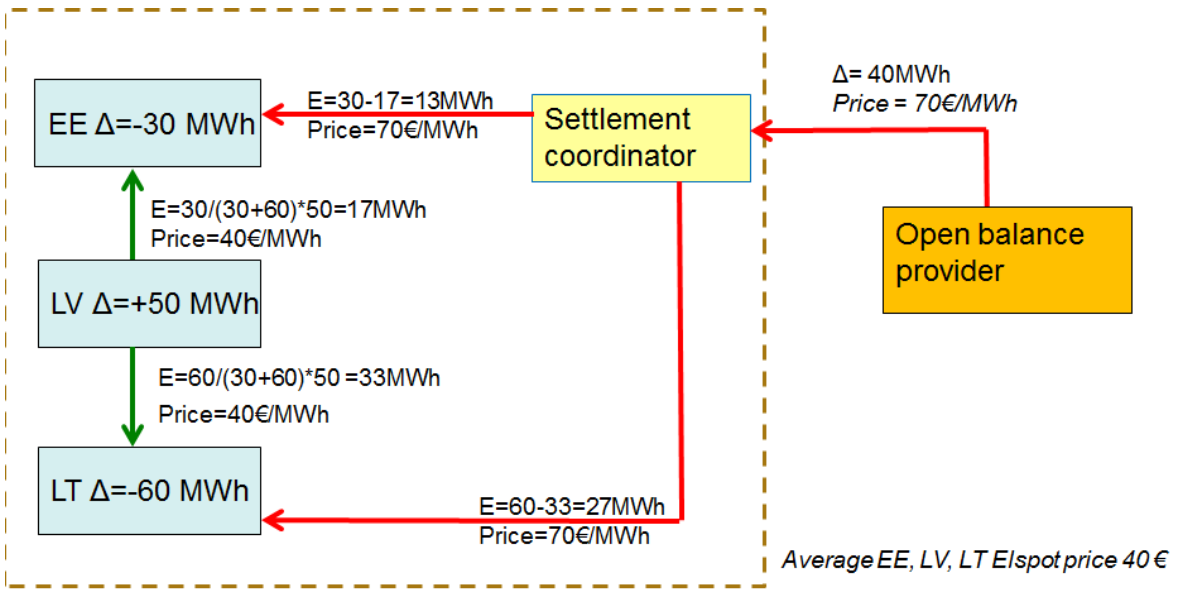 EE Δ=-30 MWh
E=30-17=13MWh
Price=70€/MWh
Settlement
coordinator
Δ= 40MWh
Price = 70€/MWh
E=30/(30+60)*50=17MWh
Price=40€/MWh
Open balance
provider
LV Δ=+50 MWh
E=60/(30+60)*50 =33MWh
Price=40€/MWh
LT Δ=-60 MWh
E=60-33=27MWh
Price=70€/MWh
Average EE, LV, LT Elspot price 40 €